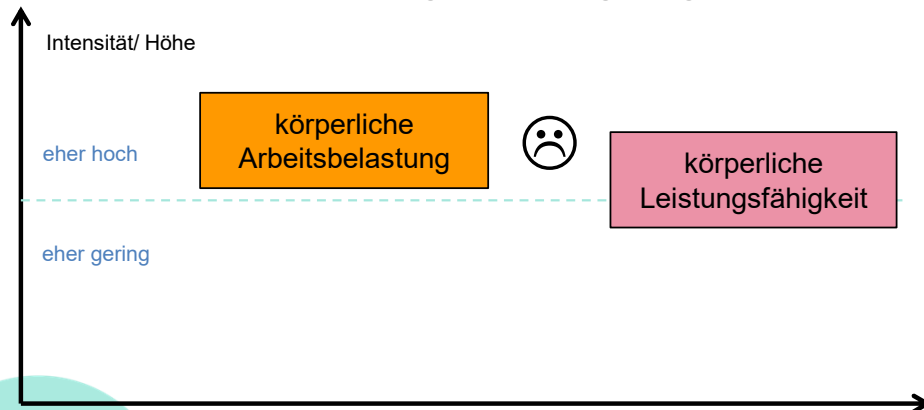 Intensität/ Höhe
körperliche
Arbeitsbelastung
eher hoch
körperliche
Leistungsfähigkeit
eher gering